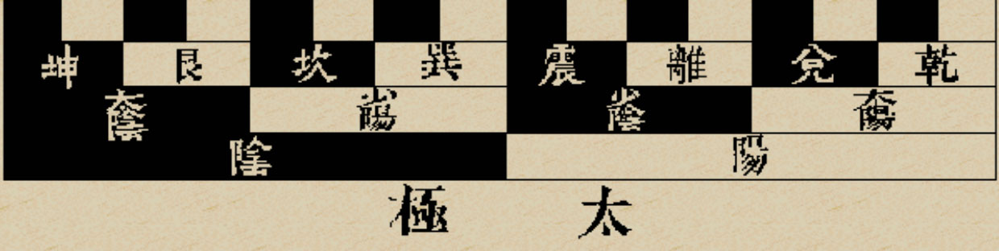 乾 兌 離 震 巽 坎 艮 坤
太陽 少陰 少陽 太陰
陽 陰
太極